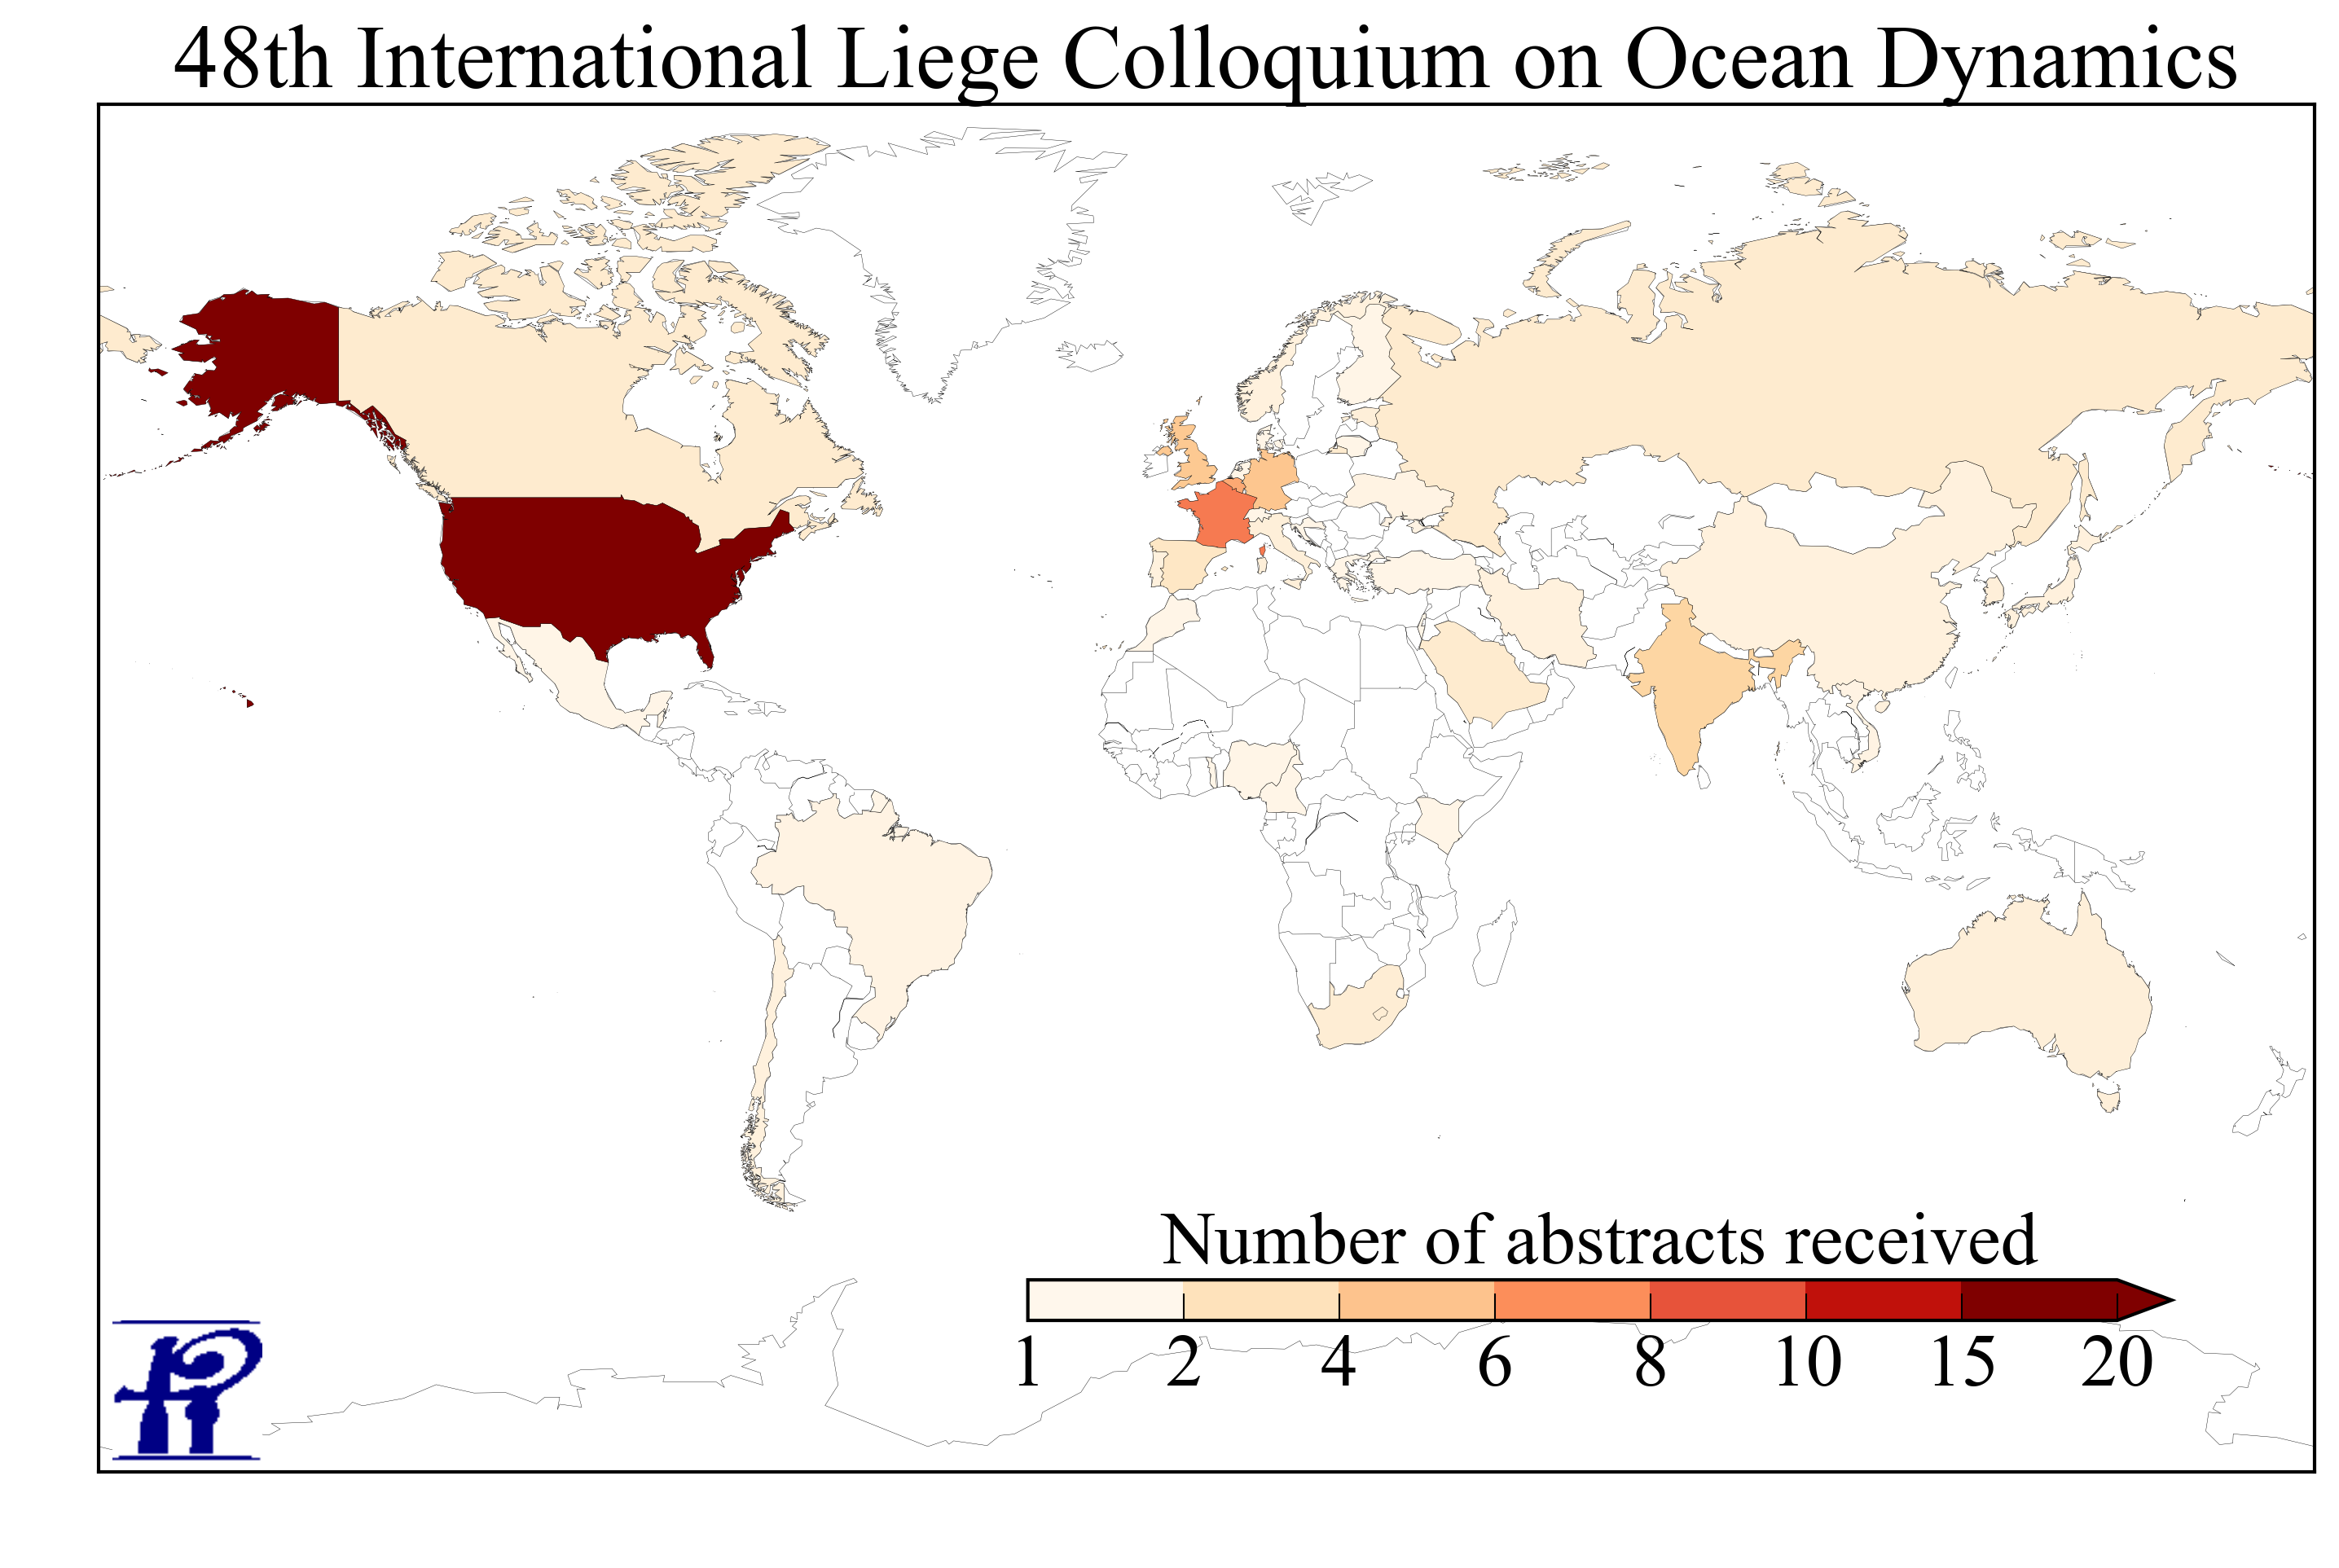 48th International Liege Colloquium on Ocean Dynamics
Number of abstracts received
1 2 4 6 8 10 15 20